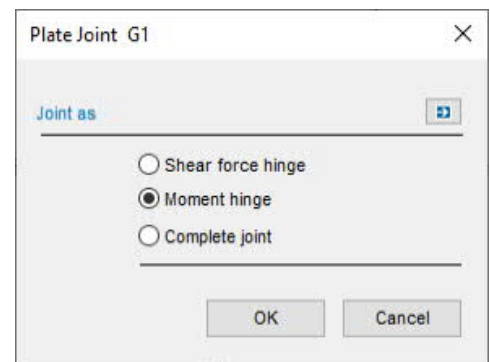 Plate Joint G1
Joint as
Shear force hinge
Moment hinge
Complete joint
OK Cancel